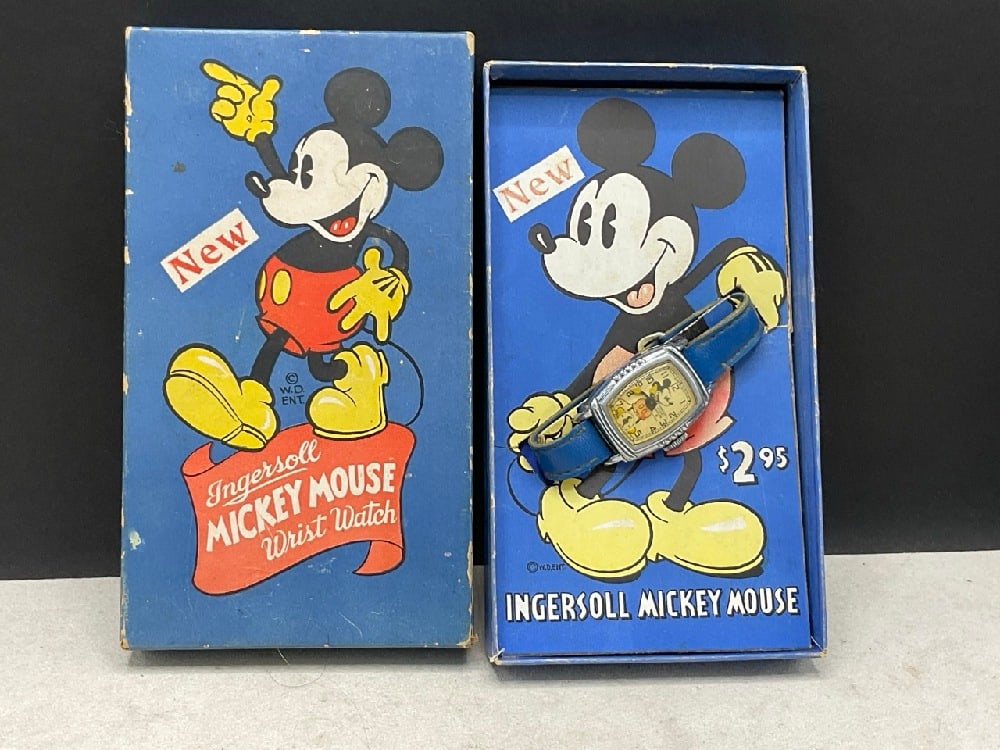 New
©
W.D.
ENT.
Ingersoll
MICKEY MOUSE
Wrist Watch
New
$2.95
© W.D.ENT.
INGERSOLL MICKEY MOUSE